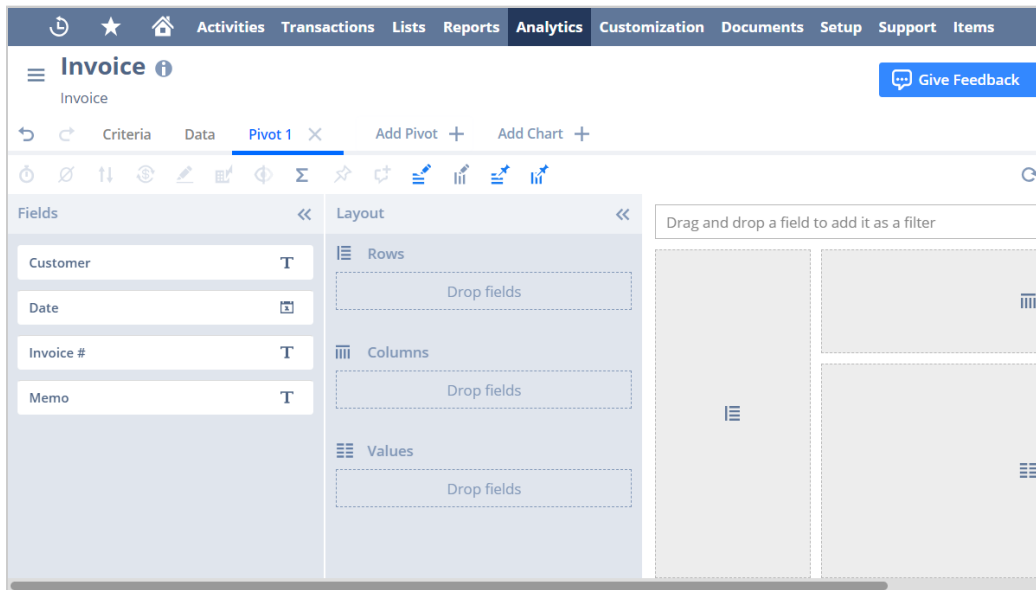 Activities Transactions Lists Reports Analytics Customization Documents Setup Support Items
Invoice
Invoice
Give Feedback
Criteria Data Pivot 1 Add Pivot Add Chart
Fields
Customer
Date
Invoice #
Memo
Layout
Rows
Drop fields
Columns
Drop fields
Values
Drop fields
Drag and drop a field to add it as a filter